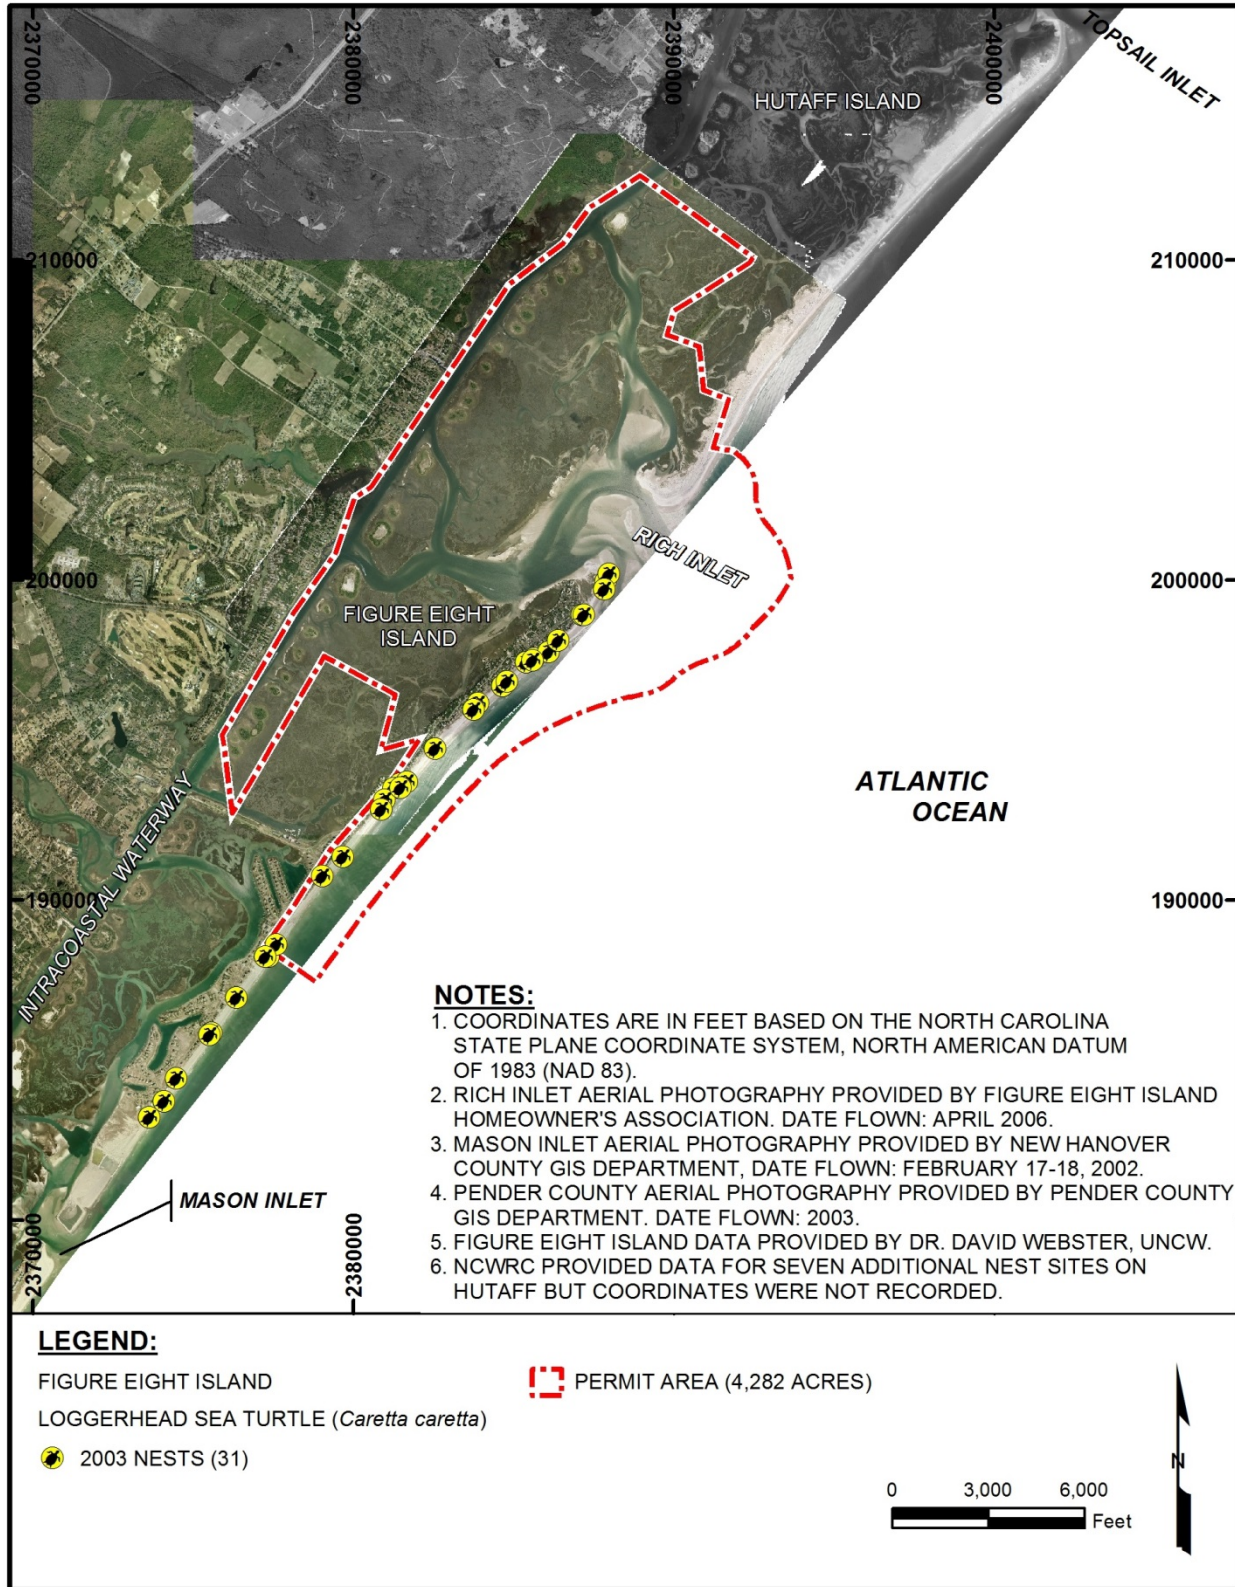 2370000
2380000
2390000
2400000
TOPSAIL INLET
HUTAFF ISLAND
210000
210000
RICH INLET
200000
200000
FIGURE EIGHT
ISLAND
ATLANTIC
OCEAN
INTRACOASTAL WATERWAY
190000
190000
MASON INLET
2370000
2380000
NOTES:
1. COORDINATES ARE IN FEET BASED ON THE NORTH CAROLINA
STATE PLANE COORDINATE SYSTEM, NORTH AMERICAN DATUM
OF 1983 (NAD 83).
2. RICH INLET AERIAL PHOTOGRAPHY PROVIDED BY FIGURE EIGHT ISLAND
HOMEOWNER'S ASSOCIATION. DATE FLOWN: APRIL 2006.
3. MASON INLET AERIAL PHOTOGRAPHY PROVIDED BY NEW HANOVER
COUNTY GIS DEPARTMENT, DATE FLOWN: FEBRUARY 17-18, 2002.
4. PENDER COUNTY AERIAL PHOTOGRAPHY PROVIDED BY PENDER COUNTY
GIS DEPARTMENT. DATE FLOWN: 2003.
5. FIGURE EIGHT ISLAND DATA PROVIDED BY DR. DAVID WEBSTER, UNCW.
6. NCWRC PROVIDED DATA FOR SEVEN ADDITIONAL NEST SITES ON
HUTAFF BUT COORDINATES WERE NOT RECORDED.
LEGEND:
FIGURE EIGHT ISLAND
LOGGERHEAD SEA TURTLE (Caretta caretta)
2003 NESTS (31)
PERMIT AREA (4,282 ACRES)
0 3,000 6,000
Feet
N